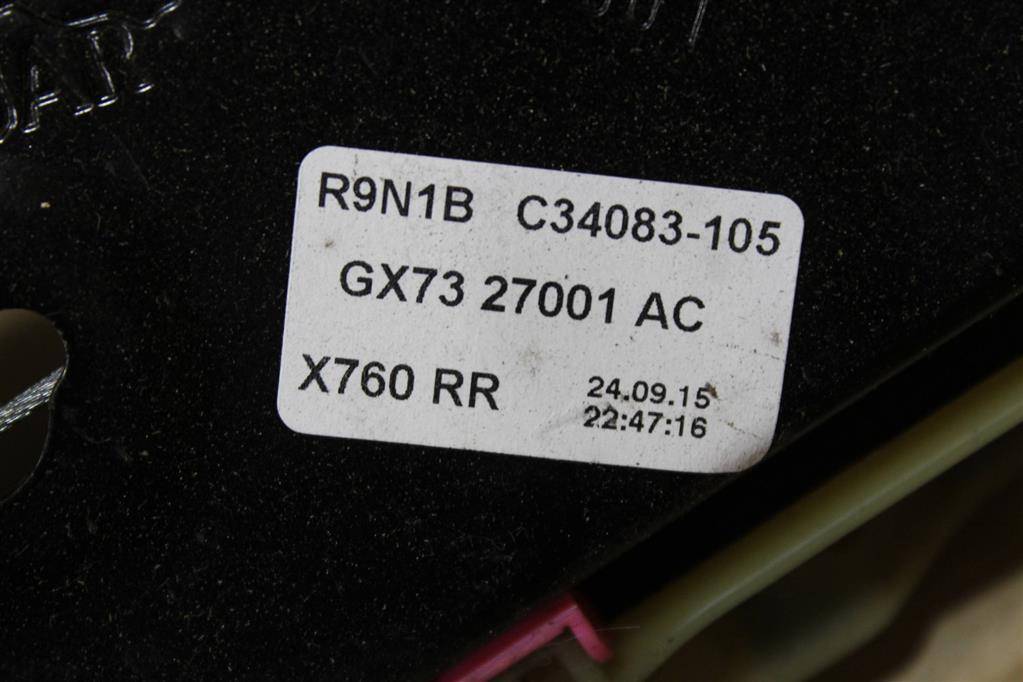 R9N1B C34083-105
GX73 27001 AC
X760 RR
24.09.15
22:47:16